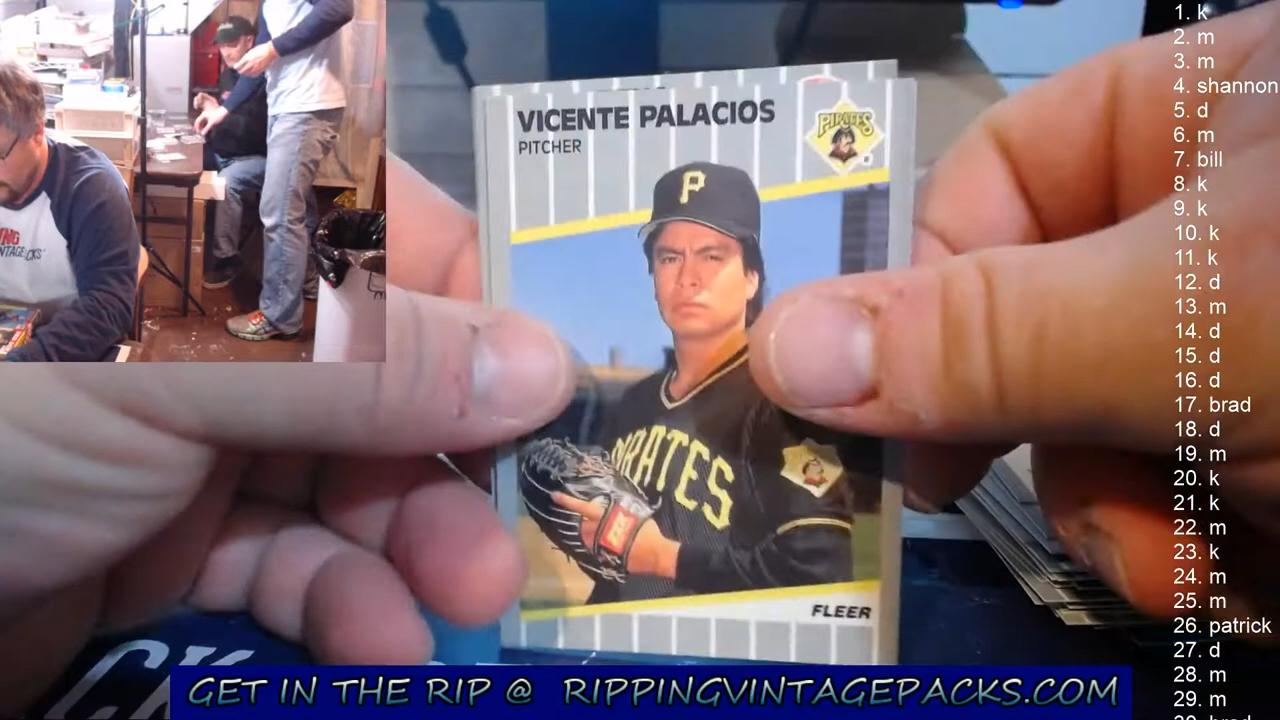 VICENTE PALACIOS
PITCHER
PIRATES
P
PIRATES
FLEER
GET IN THE RIP @ RIPPINGVINTAGEPACKS.COM
1. k
2. m
3. m
4. shannon
5. d
6. m
7. bill
8. k
9. k
10. k
11. k
12. d
13. m
14. d
15. d
16. d
17. brad
18. d
19. m
20. k
21. k
22. m
23. k
24. m
25. m
26. patrick
27. d
28. m
29. m